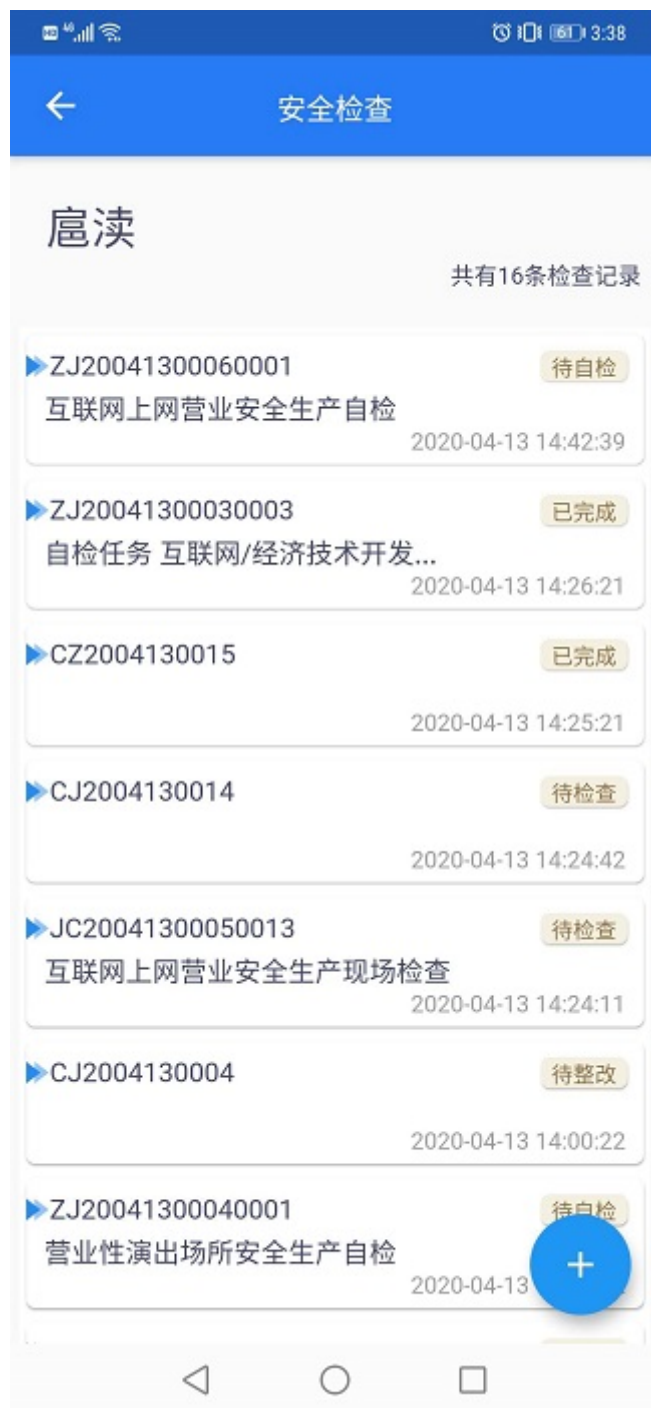 HD 4G 61 3:38
安全检查
扈渎
共有16条检查记录
ZJ20041300060001 待自检
互联网上网营业安全生产自检
2020-04-13 14:42:39
ZJ20041300030003 已完成
自检任务 互联网/经济技术开发...
2020-04-13 14:26:21
CZ2004130015 已完成
2020-04-13 14:25:21
CJ2004130014 待检查
2020-04-13 14:24:42
JC20041300050013 待检查
互联网上网营业安全生产现场检查
2020-04-13 14:24:11
CJ2004130004 待整改
2020-04-13 14:00:22
ZJ20041300040001 待自检
营业性演出场所安全生产自检
2020-04-13